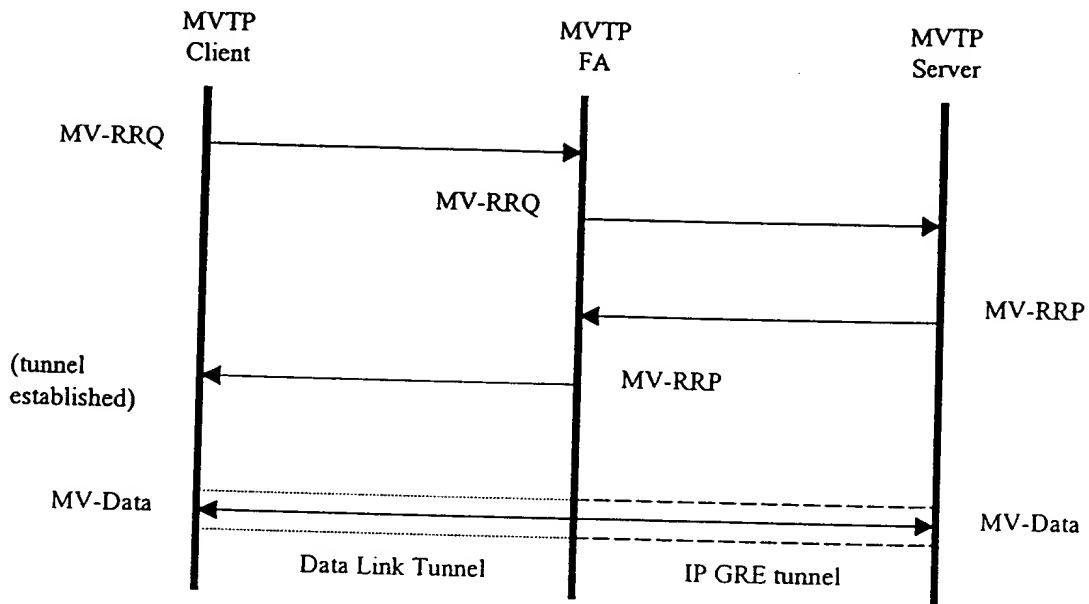 MVTP
Client
MVTP
FA
MVTP
Server
MV-RRQ
MV-RRQ
MV-RRP
(tunnel
established)
MV-RRP
MV-Data
MV-Data
Data Link Tunnel
IP GRE tunnel